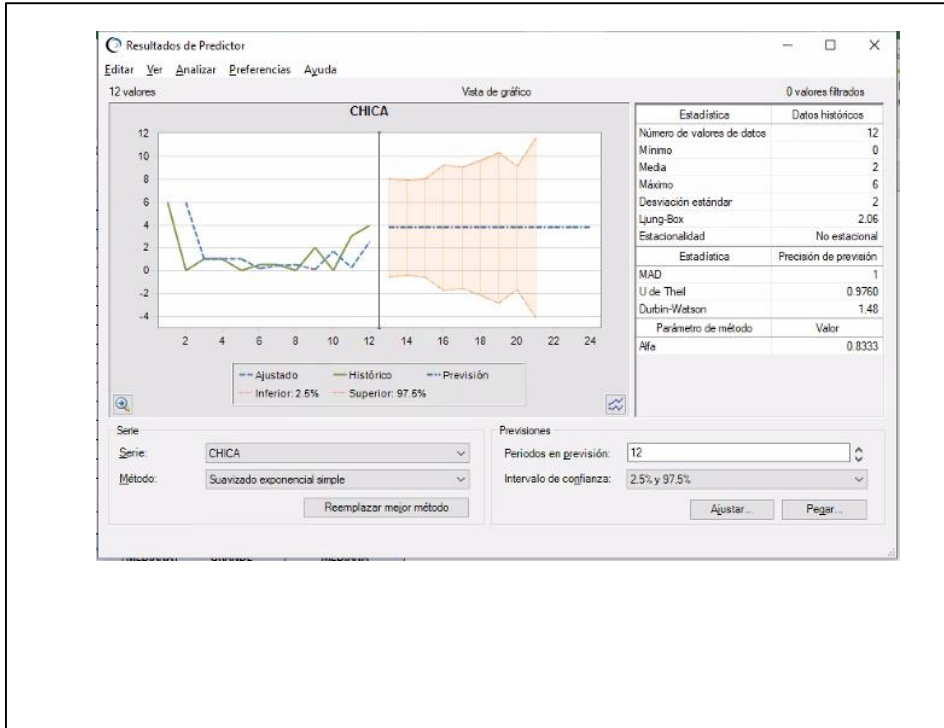 Resultados de Predictor
Editar Ver Analizar Preferencias Ayuda
12 valores Vista de gráfico 0 valores filtrados
CHICA
12
10
8
6
4
2
0
-2
-4
2 4 6 8 10 12 14 16 18 20 22 24
Ajustado Histórico Previsión
Inferior: 2.5% Superior: 97.5%
Estadística Datos históricos
Número de valores de datos 12
Mínimo 0
Media 2
Máximo 6
Desviación estándar 2
Ljung-Box 2.06
Estacionalidad No estacional
Estadística Precisión de previsión
MAD 1
U de Theil 0.9760
Durbin-Watson 1.48
Parámetro de método Valor
Alfa 0.8333
Serie
Serie: CHICA
Método: Suavizado exponencial simple
Reemplazar mejor método
Previsiones
Periodos en previsión: 12
Intervalo de confianza: 2.5% y 97.5%
Ajustar... Pegar...